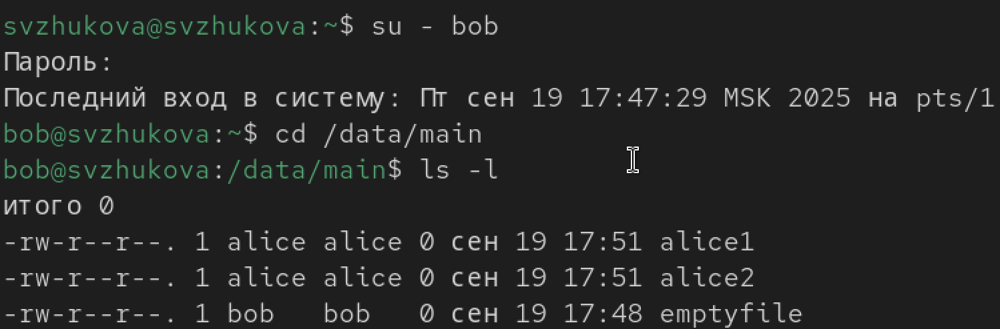 svzhukova@svzhukova:~$ su - bob
Пароль:
Последний вход в систему: Пт сен 19 17:47:29 MSK 2025 на pts/1
bob@svzhukova:~$ cd /data/main
bob@svzhukova:/data/main$ ls -l
итого 0
-rw-r--r--. 1 alice alice 0 сен 19 17:51 alice1
-rw-r--r--. 1 alice alice 0 сен 19 17:51 alice2
-rw-r--r--. 1 bob   bob   0 сен 19 17:48 emptyfile